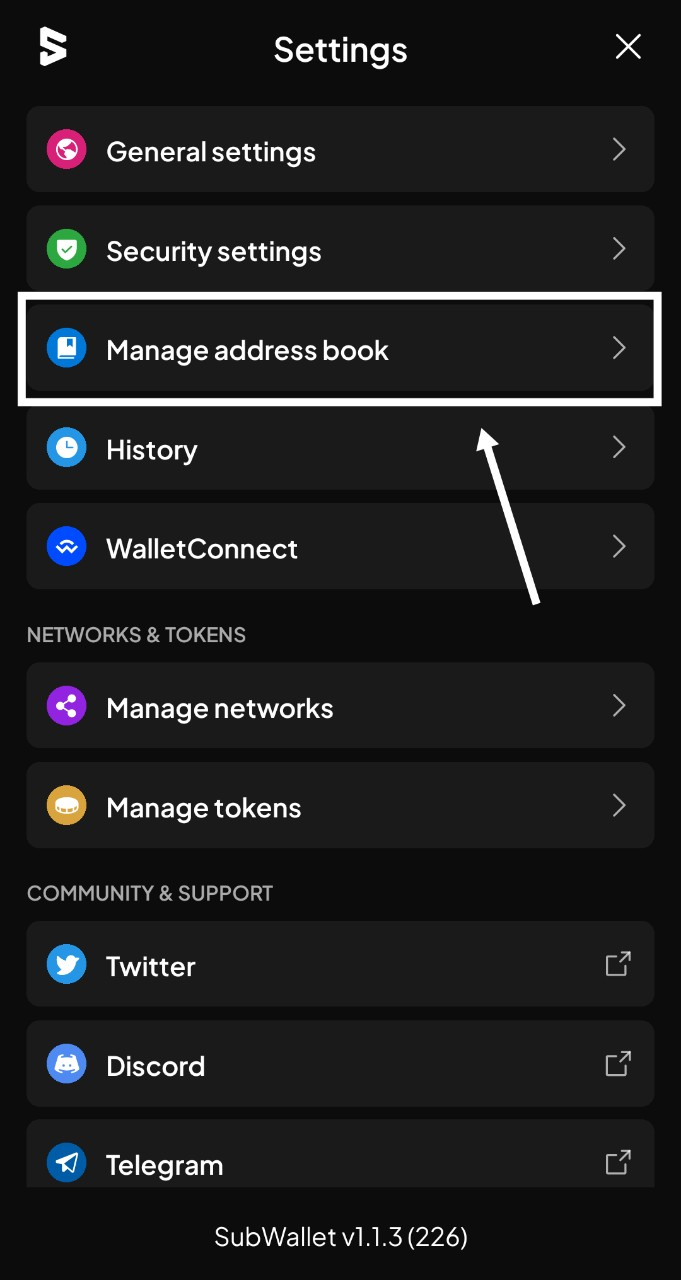 Settings
General settings
Security settings
Manage address book
History
WalletConnect
NETWORKS & TOKENS
Manage networks
Manage tokens
COMMUNITY & SUPPORT
Twitter
Discord
Telegram
SubWallet v1.1.3 (226)